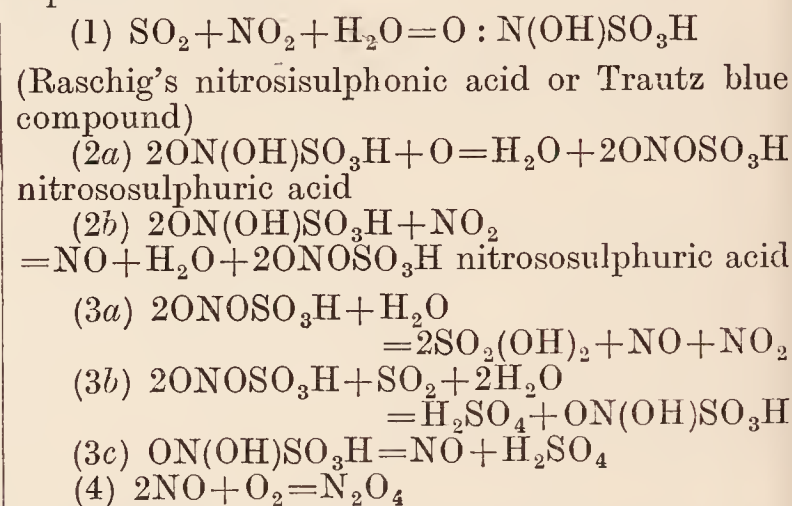 (1) SO₂+NO₂+H₂O=O : N(OH)SO₃H
(Raschig's nitrosisulphonic acid or Trautz blue
compound)
(2a) 2ON(OH)SO₃H+O=H₂O+2ONOSO₃H
nitrososulphuric acid
(2b) 2ON(OH)SO₃H+NO₂
=NO+H₂O+2ONOSO₃H nitrososulphuric acid
(3a) 2ONOSO₃H+H₂O
=2SO₂(OH)₂+NO+NO₂
(3b) 2ONOSO₃H+SO₂+2H₂O
=H₂SO₄+ON(OH)SO₃H
(3c) ON(OH)SO₃H=NO+H₂SO₄
(4) 2NO+O₂=N₂O₄